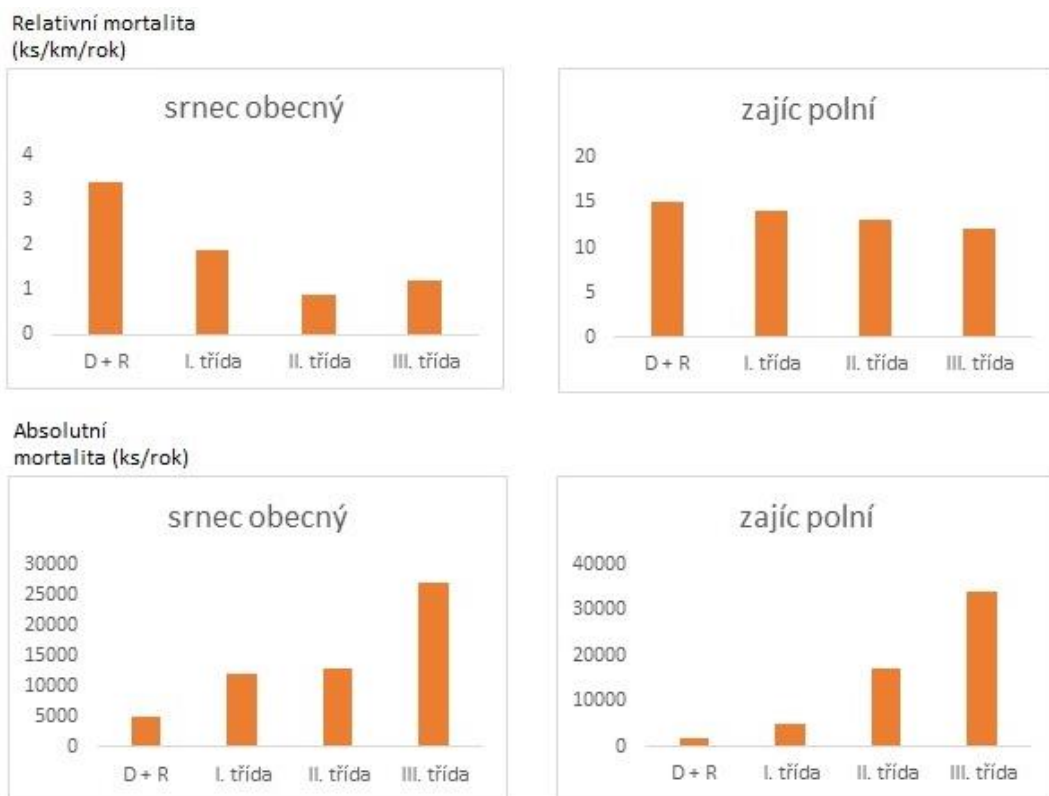 Relativní mortalita
(ks/km/rok)
srnec obecný
4
3
2
1
0
D + R I. třída II. třída III. třída
zajíc polní
20
15
10
5
0
D + R I. třída II. třída III. třída
Absolutní
mortalita (ks/rok)
srnec obecný
30000
25000
20000
15000
10000
5000
0
D + R I. třída II. třída III. třída
zajíc polní
40000
30000
20000
10000
0
D + R I. třída II. třída III. třída